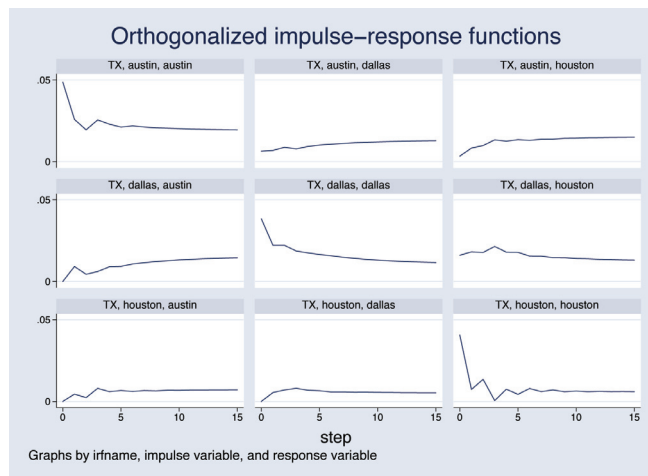 Orthogonalized impulse−response functions
TX, austin, austin
TX, austin, dallas
TX, austin, houston
.05
0
TX, dallas, austin
TX, dallas, dallas
TX, dallas, houston
.05
0
TX, houston, austin
TX, houston, dallas
TX, houston, houston
.05
0
0 5 10 15
0 5 10 15
0 5 10 15
step
Graphs by irfname, impulse variable, and response variable